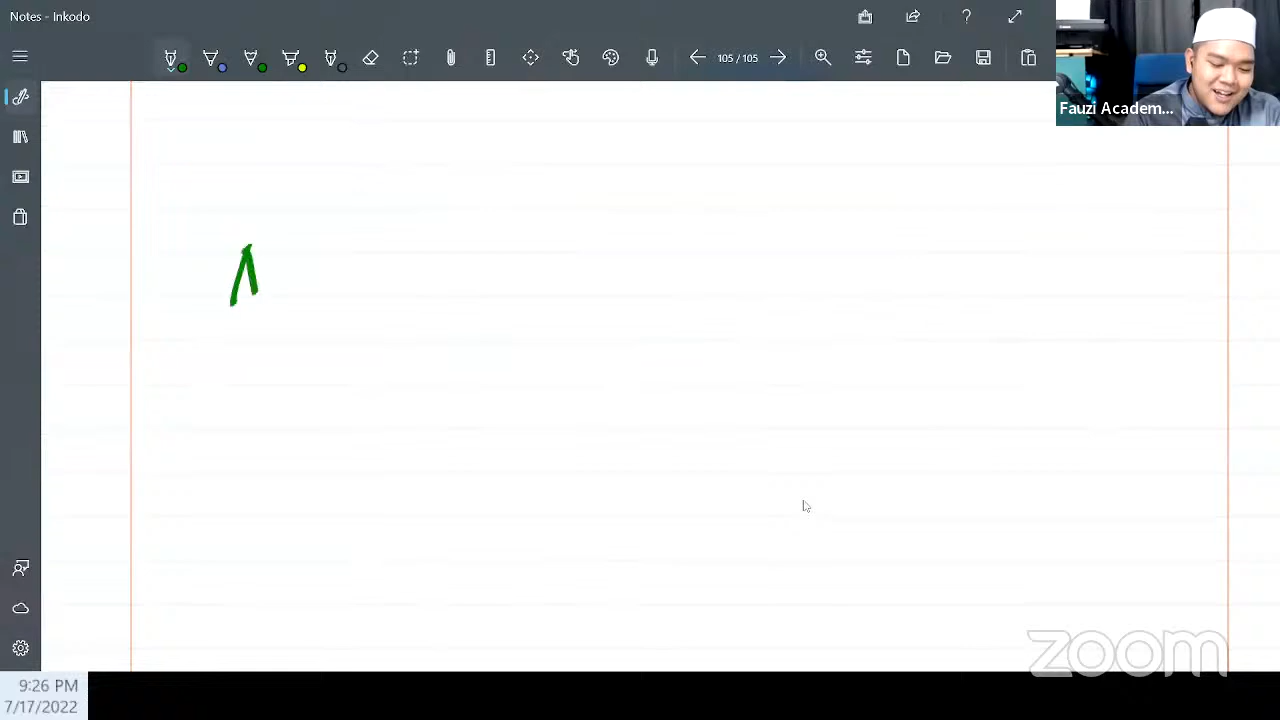 Notes - Inkodo
105 / 105
Fauzi Academ...
zoom
9:26 PM
7/17/2022